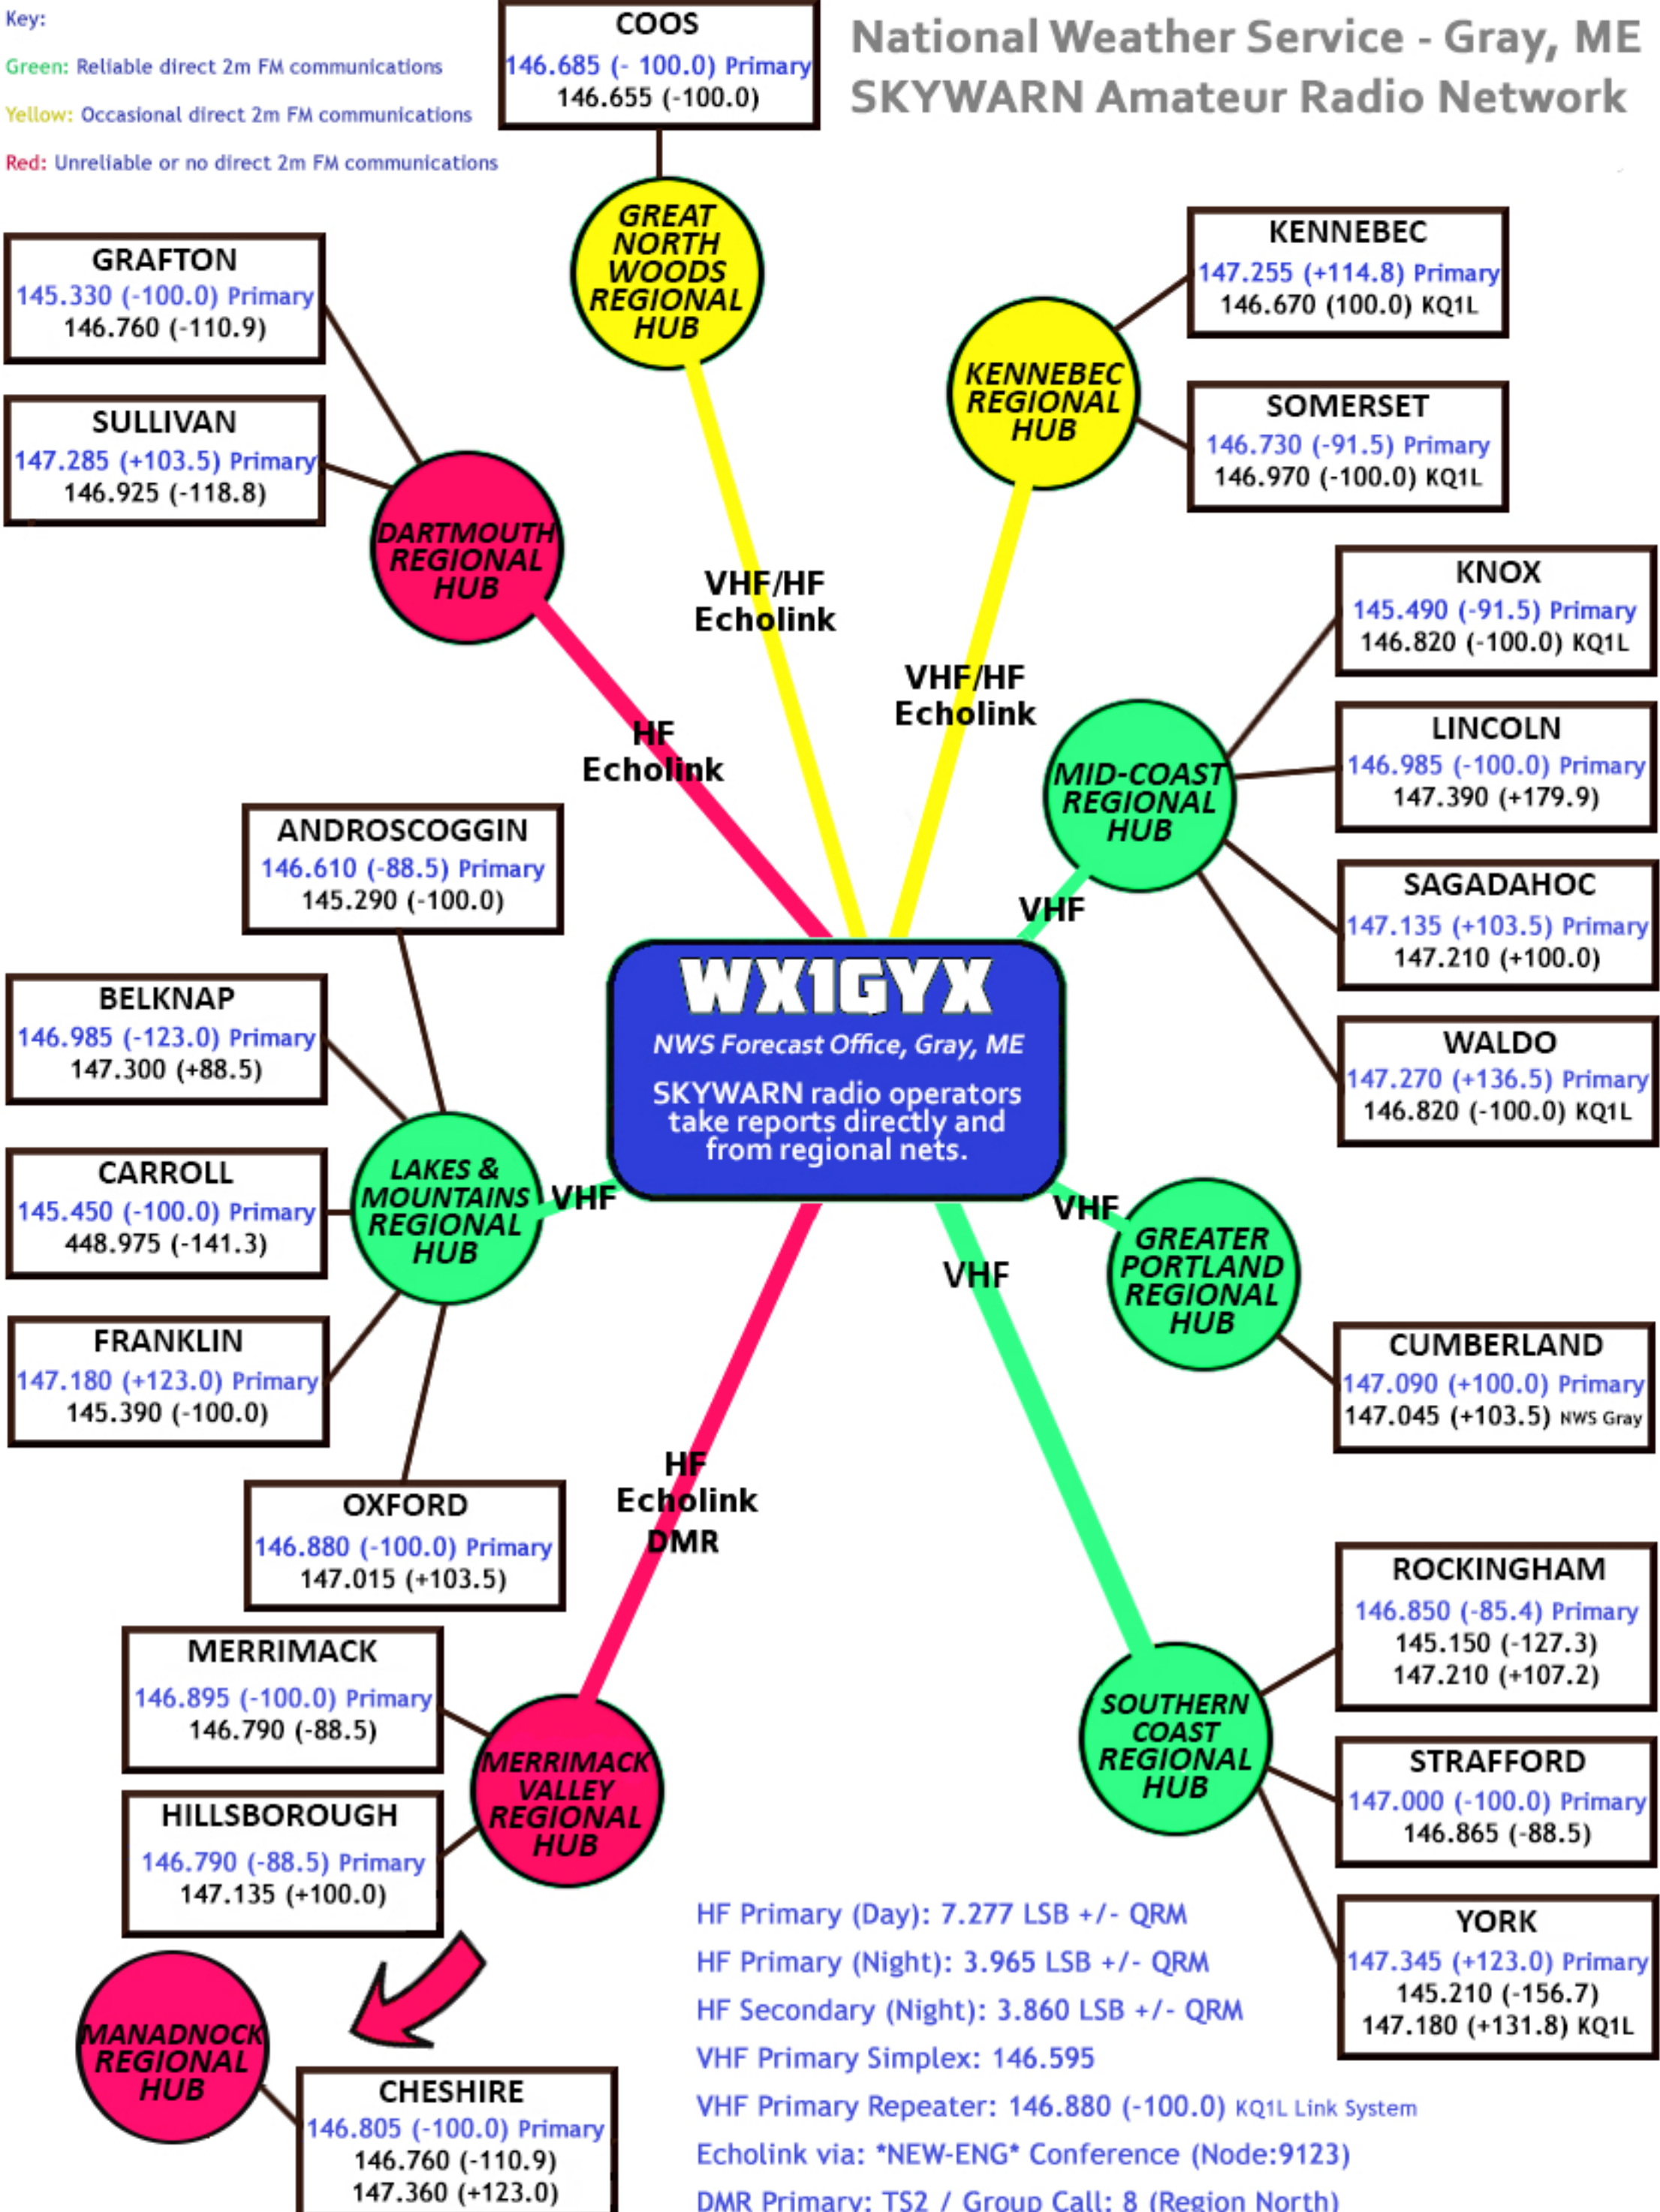 Key:
Green: Reliable direct 2m FM communications
Yellow: Occasional direct 2m FM communications
Red: Unreliable or no direct 2m FM communications
National Weather Service - Gray, ME
SKYWARN Amateur Radio Network
COOS
146.685 (- 100.0) Primary
146.655 (-100.0)
GREAT
NORTH
WOODS
REGIONAL
HUB
GRAFTON
145.330 (-100.0) Primary
146.760 (-110.9)
SULLIVAN
147.285 (+103.5) Primary
146.925 (-118.8)
DARTMOUTH
REGIONAL
HUB
KENNEBEC
147.255 (+114.8) Primary
146.670 (100.0) KQ1L
KENNEBEC
REGIONAL
HUB
SOMERSET
146.730 (-91.5) Primary
146.970 (-100.0) KQ1L
VHF/HF
Echolink
VHF/HF
Echolink
HF
Echolink
KNOX
145.490 (-91.5) Primary
146.820 (-100.0) KQ1L
LINCOLN
146.985 (-100.0) Primary
147.390 (+179.9)
MID-COAST
REGIONAL
HUB
SAGADAHOC
147.135 (+103.5) Primary
147.210 (+100.0)
WALDO
147.270 (+136.5) Primary
146.820 (-100.0) KQ1L
VHF
ANDROSCOGGIN
146.610 (-88.5) Primary
145.290 (-100.0)
BELKNAP
146.985 (-123.0) Primary
147.300 (+88.5)
CARROLL
145.450 (-100.0) Primary
448.975 (-141.3)
LAKES &
MOUNTAINS
REGIONAL
HUB
VHF
FRANKLIN
147.180 (+123.0) Primary
145.390 (-100.0)
OXFORD
146.880 (-100.0) Primary
147.015 (+103.5)
WX1GYX
NWS Forecast Office, Gray, ME
SKYWARN radio operators
take reports directly and
from regional nets.
VHF
GREATER
PORTLAND
REGIONAL
HUB
VHF
CUMBERLAND
147.090 (+100.0) Primary
147.045 (+103.5) NWS Gray
HF
Echolink
DMR
MERRIMACK
146.895 (-100.0) Primary
146.790 (-88.5)
HILLSBOROUGH
146.790 (-88.5) Primary
147.135 (+100.0)
MERRIMACK
VALLEY
REGIONAL
HUB
ROCKINGHAM
146.850 (-85.4) Primary
145.150 (-127.3)
147.210 (+107.2)
STRAFFORD
147.000 (-100.0) Primary
146.865 (-88.5)
SOUTHERN
COAST
REGIONAL
HUB
YORK
147.345 (+123.0) Primary
145.210 (-156.7)
147.180 (+131.8) KQ1L
MANADNOCK
REGIONAL
HUB
CHESHIRE
146.805 (-100.0) Primary
146.760 (-110.9)
147.360 (+123.0)
HF Primary (Day): 7.277 LSB +/- QRM
HF Primary (Night): 3.965 LSB +/- QRM
HF Secondary (Night): 3.860 LSB +/- QRM
VHF Primary Simplex: 146.595
VHF Primary Repeater: 146.880 (-100.0) KQ1L Link System
Echolink via: *NEW-ENG* Conference (Node:9123)
DMR Primary: TS2 / Group Call: 8 (Region North)